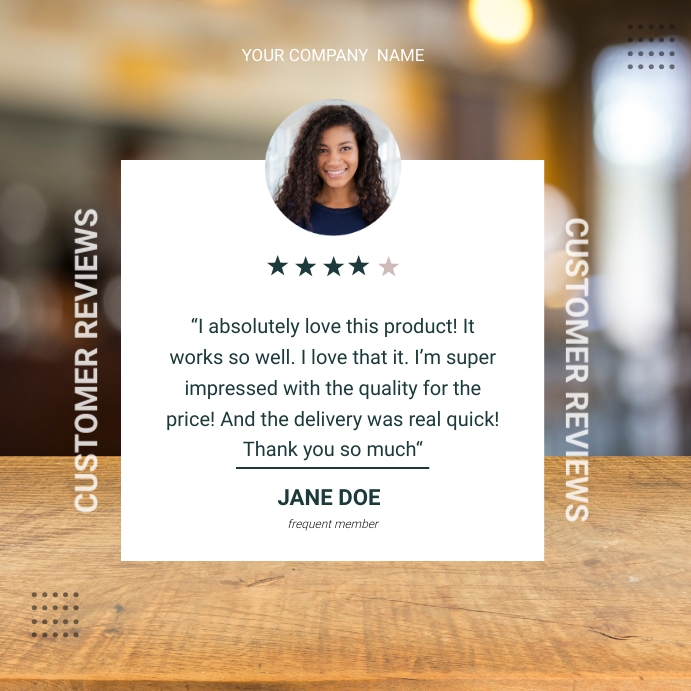 YOUR COMPANY NAME
CUSTOMER REVIEWS
“I absolutely love this product! It
works so well. I love that it. I’m super
impressed with the quality for the
price! And the delivery was real quick!
Thank you so much“
JANE DOE
frequent member
CUSTOMER REVIEWS